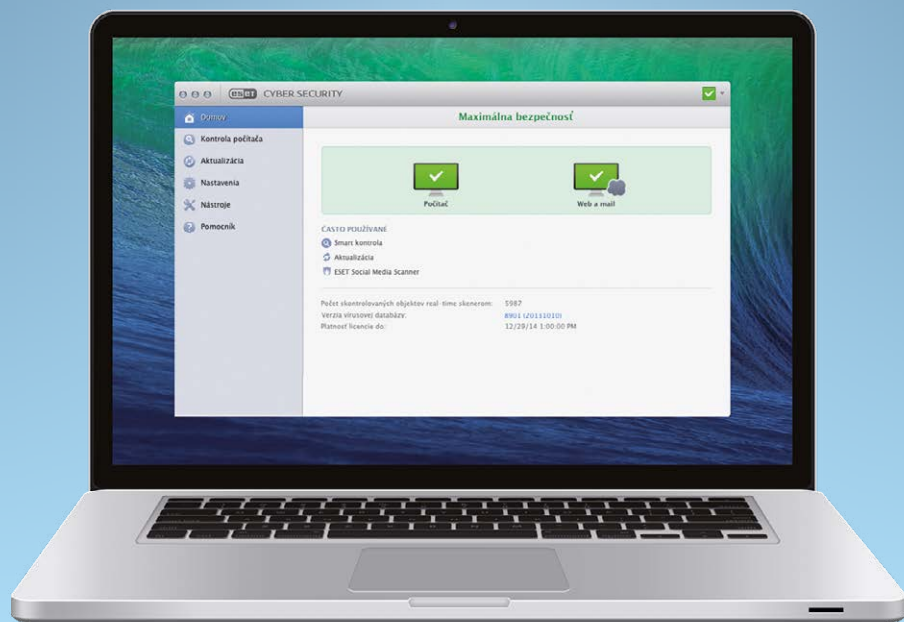 eset CYBER SECURITY
Domov
Maximálna bezpečnosť
Kontrola počítača
Aktualizácia
Nastavenia
Nástroje
Pomocník
Počítač
Web a mail
ČASTO POUŽÍVANÉ
Smart kontrola
Aktualizácia
ESET Social Media Scanner
Počet skontrolovaných objektov real-time skenerom: 5987
Verzia vírusovej databázy: 8901 (20131010)
Platnosť licencie do: 12/28/14 1:00:00 PM